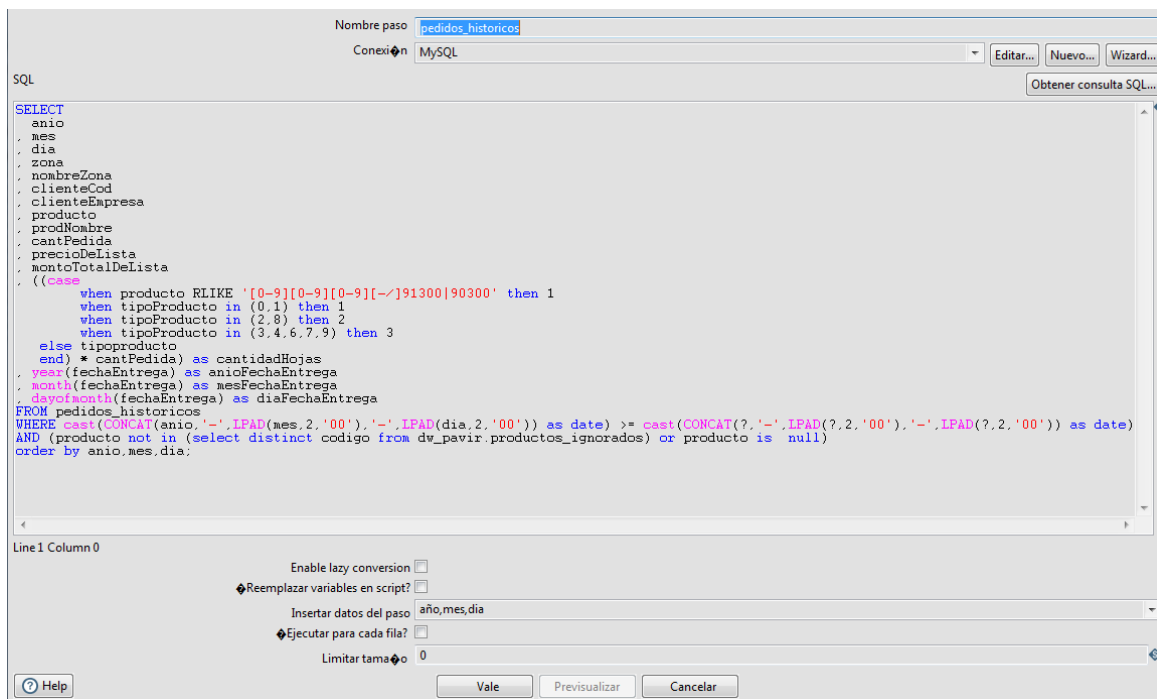 Nombre paso pedidos_historicos
Conexi�n MySQL Editar... Nuevo... Wizard...
SQL Obtener consulta SQL...
SELECT
anio
, mes
, dia
, zona
, nombreZona
, clienteCod
, clienteEmpresa
, producto
, prodNombre
, cantPedida
, precioDeLista
, montoTotalDeLista
, ((case
when producto RLIKE '[0-9][0-9][0-9][-/]91300|90300' then 1
when tipoProducto in (0,1) then 1
when tipoProducto in (2,8) then 2
when tipoProducto in (3,4,6,7,9) then 3
else tipoproducto
end) * cantPedida) as cantidadHojas
, year(fechaEntrega) as anioFechaEntrega
, month(fechaEntrega) as mesFechaEntrega
, dayofmonth(fechaEntrega) as diaFechaEntrega
FROM pedidos_historicos
WHERE cast(CONCAT(anio,'-',LPAD(mes,2,'00'),'-',LPAD(dia,2,'00')) as date) >= cast(CONCAT(?,'-',LPAD(?,2,'00'),'-',LPAD(?,2,'00')) as date)
AND (producto not in (select distinct codigo from dw_pavir.productos_ignorados) or producto is  null)
order by anio,mes,dia;
Line 1 Column 0
Enable lazy conversion
�Reemplazar variables en script?
Insertar datos del paso año,mes,dia
�Ejecutar para cada fila?
Limitar tama�o 0
Help Vale Previsualizar Cancelar